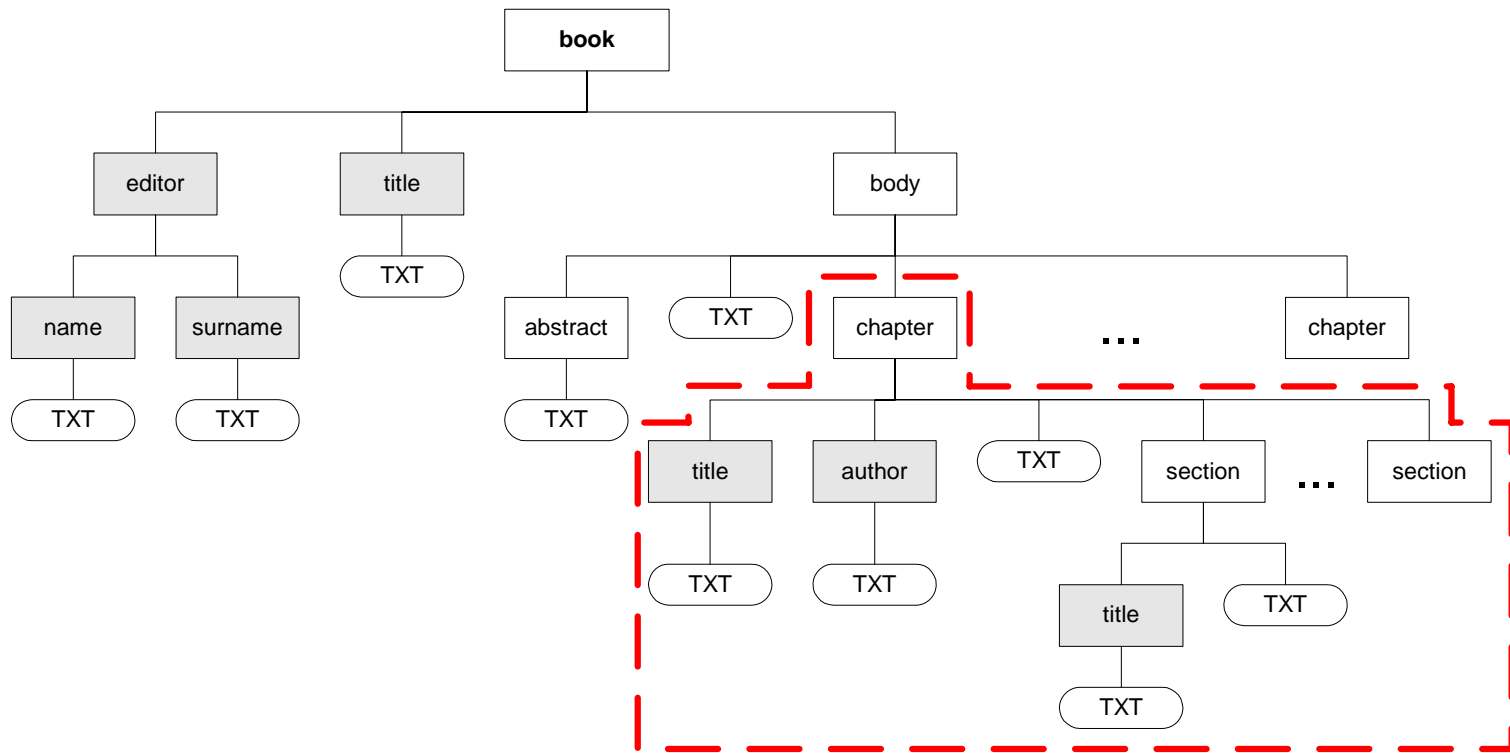 book
editor
title
body
TXT
name
surname
abstract
TXT
chapter
...
chapter
TXT
TXT
TXT
title
author
TXT
section
...
section
TXT
TXT
title
TXT
TXT